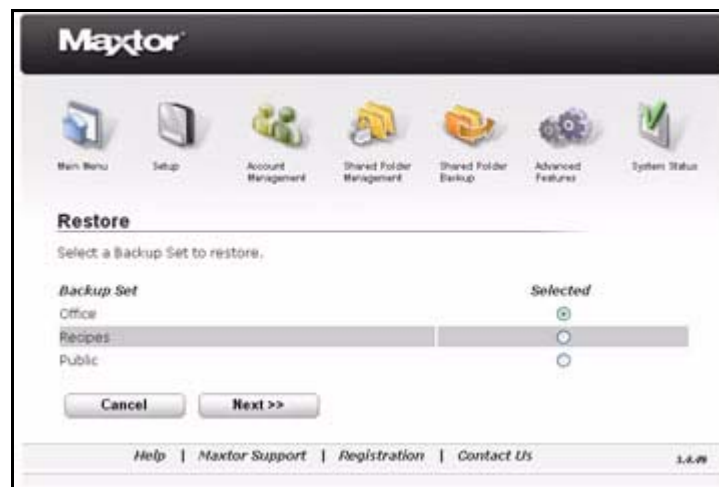 Maxtor
Main Menu
Setup
Account Management
Shared Folder Management
Shared Folder Backup
Advanced Features
System Status
Restore
Select a Backup Set to restore.
Backup Set Selected
Office
Recipes
Public
Cancel Next >>
Help | Maxtor Support | Registration | Contact Us